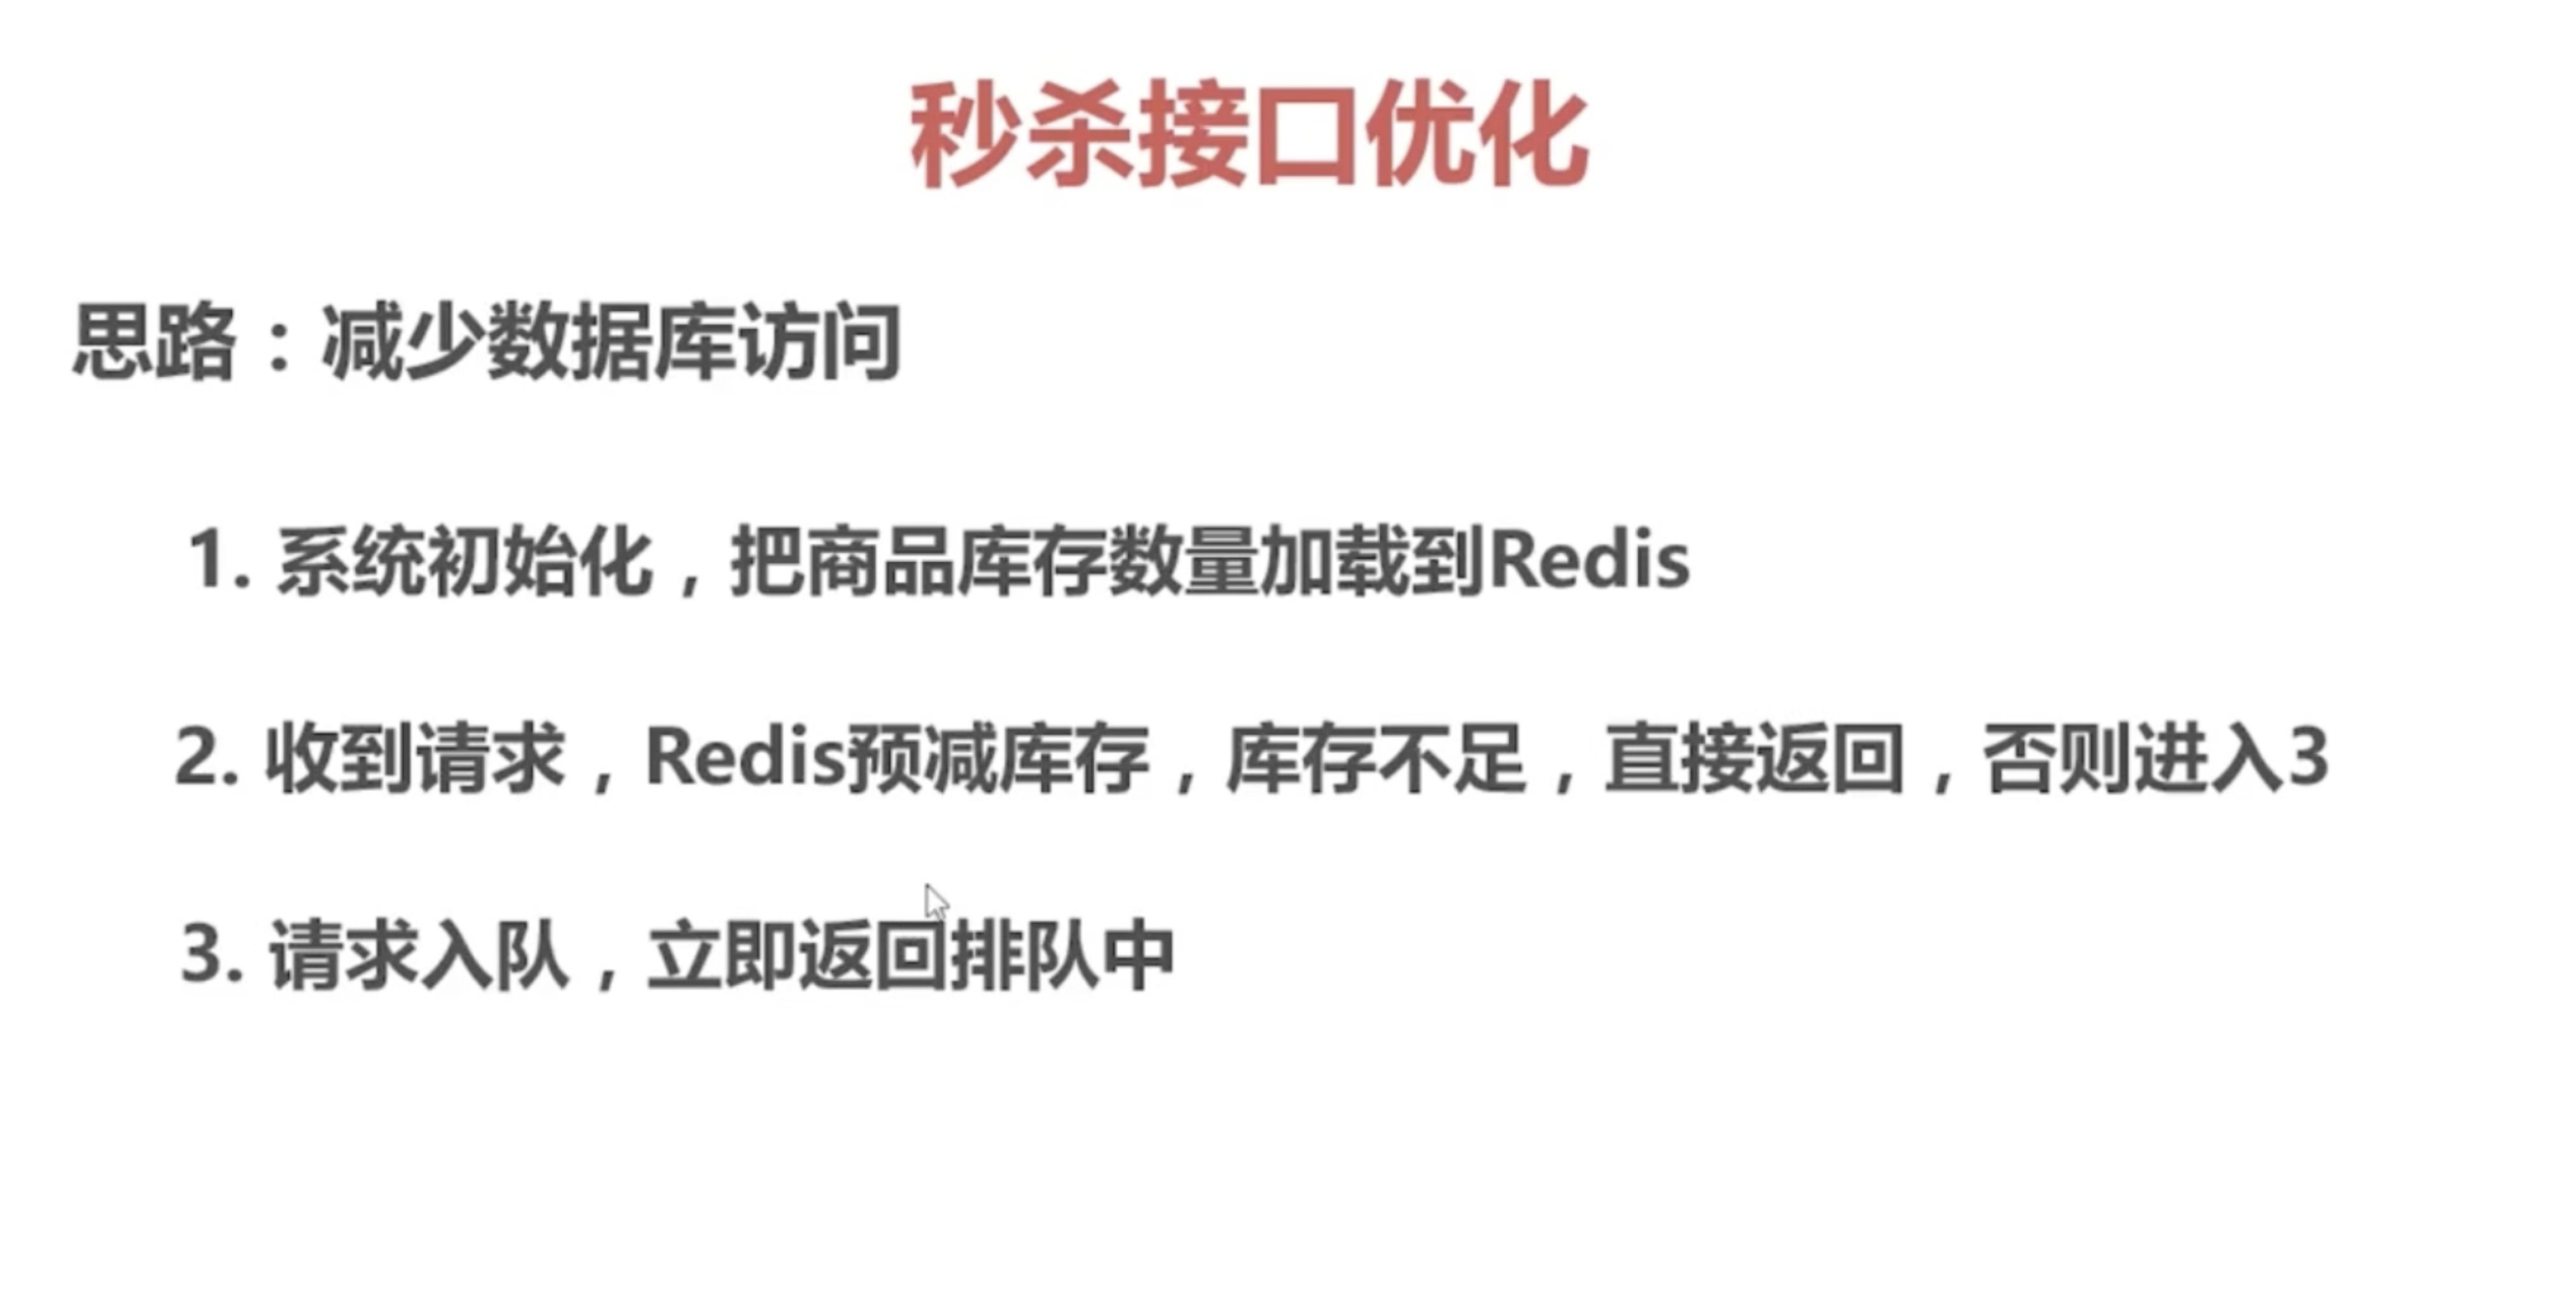 秒杀接口优化
思路：减少数据库访问
1. 系统初始化，把商品库存数量加载到Redis
2. 收到请求，Redis预减库存，库存不足，直接返回，否则进入3
3. 请求入队，立即返回排队中